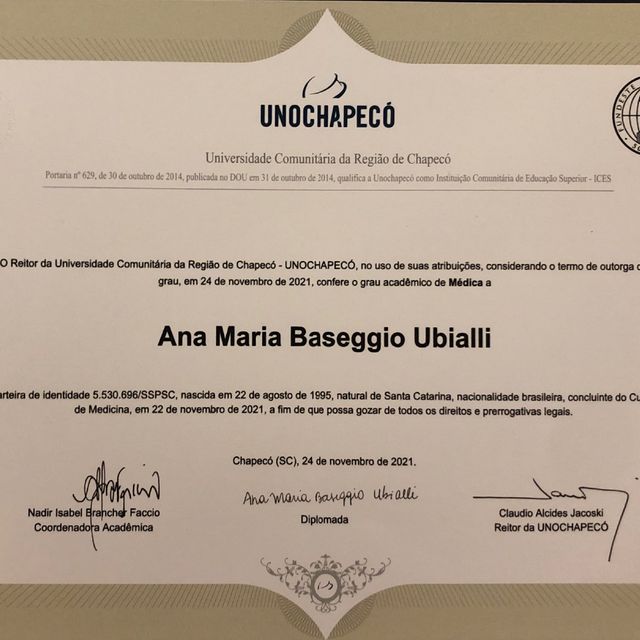 UNOCHAPECÓ
FUNDESTE
Universidade Comunitária da Região de Chapecó
Portaria nº 629, de 30 de outubro de 2014, publicada no DOU em 31 de outubro de 2014, qualifica a Unochapecó como Instituição Comunitária de Educação Superior - ICES
O Reitor da Universidade Comunitária da Região de Chapecó - UNOCHAPECÓ, no uso de suas atribuições, considerando o termo de outorga
grau, em 24 de novembro de 2021, confere o grau acadêmico de Médica a
Ana Maria Baseggio Ubialli
arteira de identidade 5.530.696/SSPSC, nascida em 22 de agosto de 1995, natural de Santa Catarina, nacionalidade brasileira, concluinte do Cu
de Medicina, em 22 de novembro de 2021, a fim de que possa gozar de todos os direitos e prerrogativas legais.
Chapecó (SC), 24 de novembro de 2021.
Ana Maria Baseggio Ubialli
Nadir Isabel Brancher Faccio
Coordenadora Acadêmica
Diplomada
Claudio Alcides Jacoski
Reitor da UNOCHAPECÓ